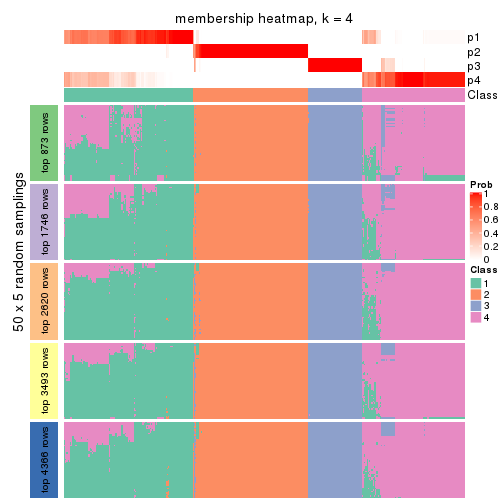 membership heatmap, k = 4
p1
p2
p3
p4
Class
50 x 5 random samplings
top 873 rows
top 1746 rows
top 2620 rows
top 3493 rows
top 4366 rows
Prob
1
0.8
0.6
0.4
0.2
0
Class
1
2
3
4